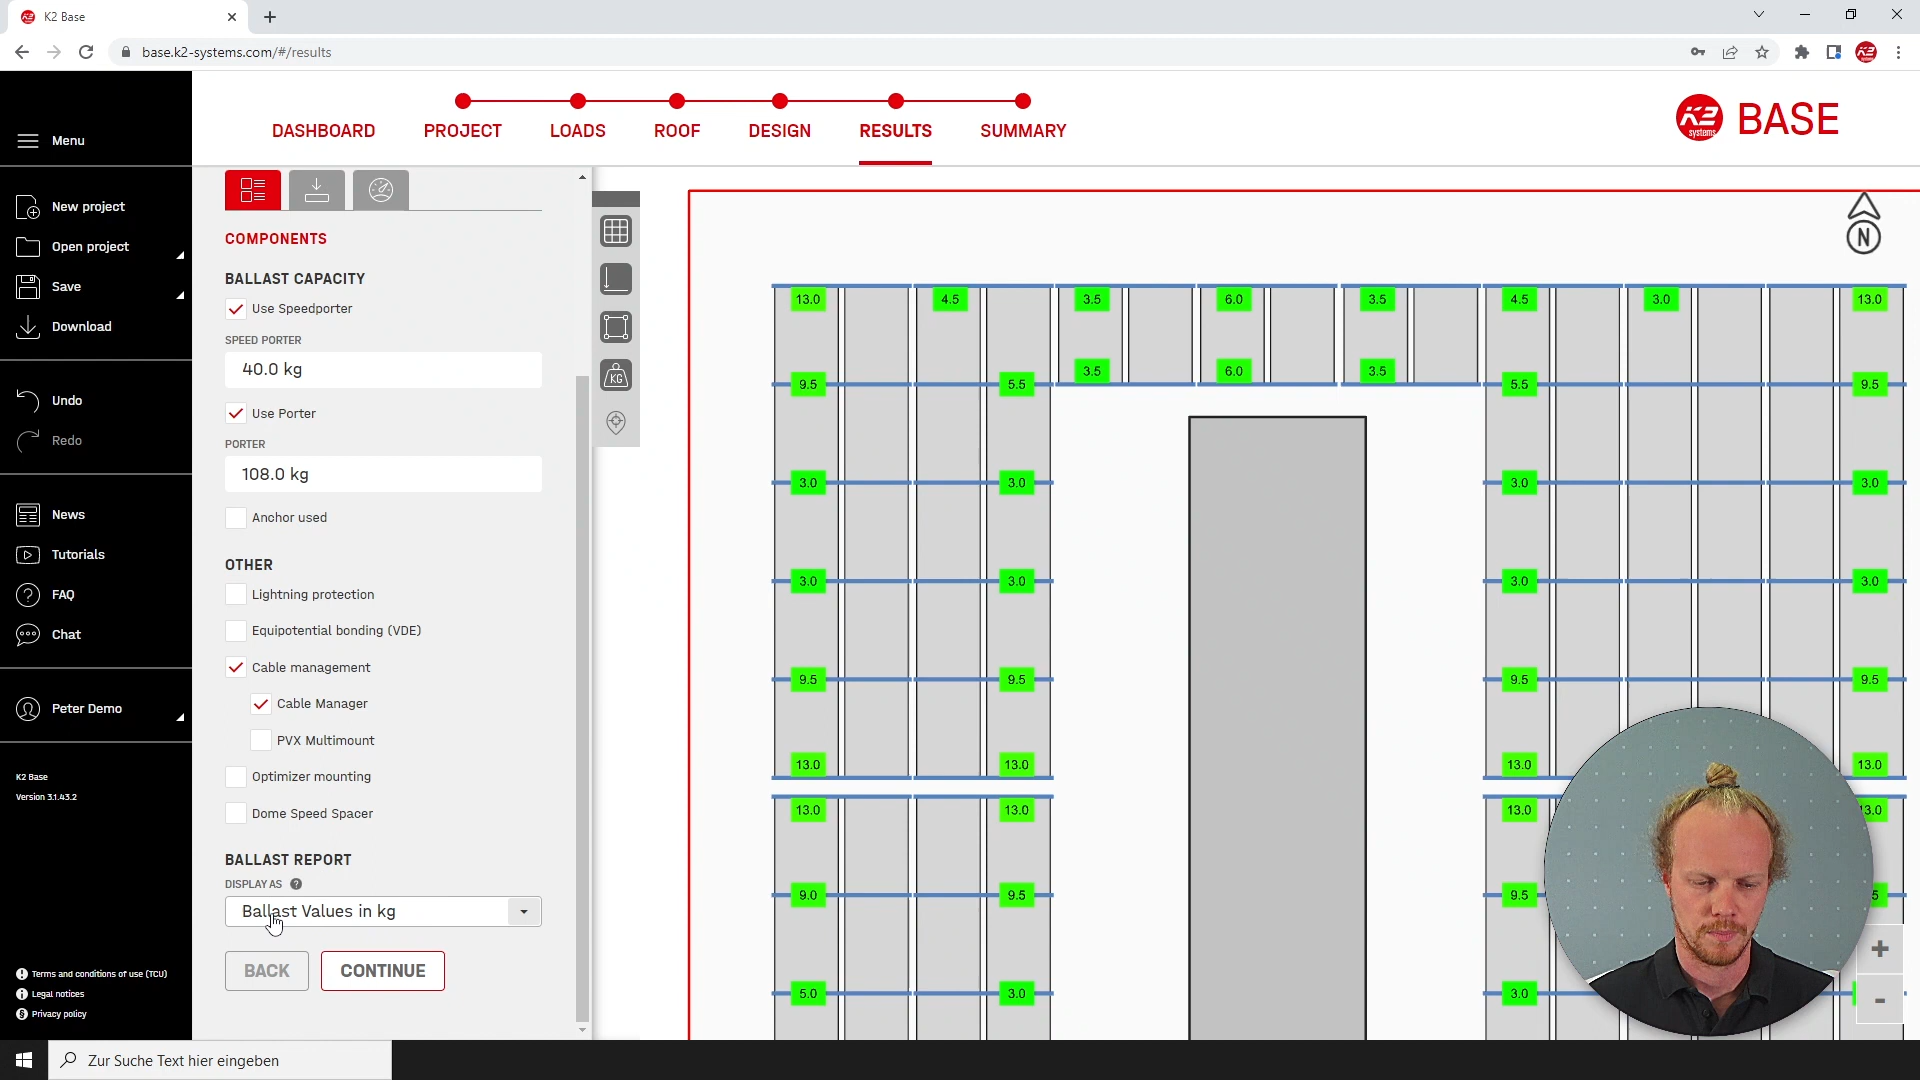 K2 Base
base.k2-systems.com/#/results
Menu
New project
Open project
Save
Download
Undo
Redo
News
Tutorials
FAQ
Chat
Peter Demo
K2 Base
Version 3.1.43.2
Terms and conditions of use (TCU)
Legal notices
Privacy policy
DASHBOARD PROJECT LOADS ROOF DESIGN RESULTS SUMMARY
K2 systems BASE
COMPONENTS
BALLAST CAPACITY
Use Speedporter
SPEED PORTER
40.0 kg
Use Porter
PORTER
108.0 kg
Anchor used
OTHER
Lightning protection
Equipotential bonding (VDE)
Cable management
Cable Manager
PVX Multimount
Optimizer mounting
Dome Speed Spacer
BALLAST REPORT
DISPLAY AS ?
Ballast Values in kg
BACK CONTINUE
KG
N
13.0 4.5 3.5 6.0 3.5 4.5 3.0 13.0
3.5 6.0 3.5
9.5 5.5 5.5 9.5
3.0 3.0 3.0 3.0
3.0 3.0 3.0 3.0
9.5 9.5 9.5 9.5
13.0 13.0 13.0 13.0
13.0 13.0 13.0 3.0
9.0 9.5 9.5 5
5.0 3.0 3.0
+
-
Zur Suche Text hier eingeben